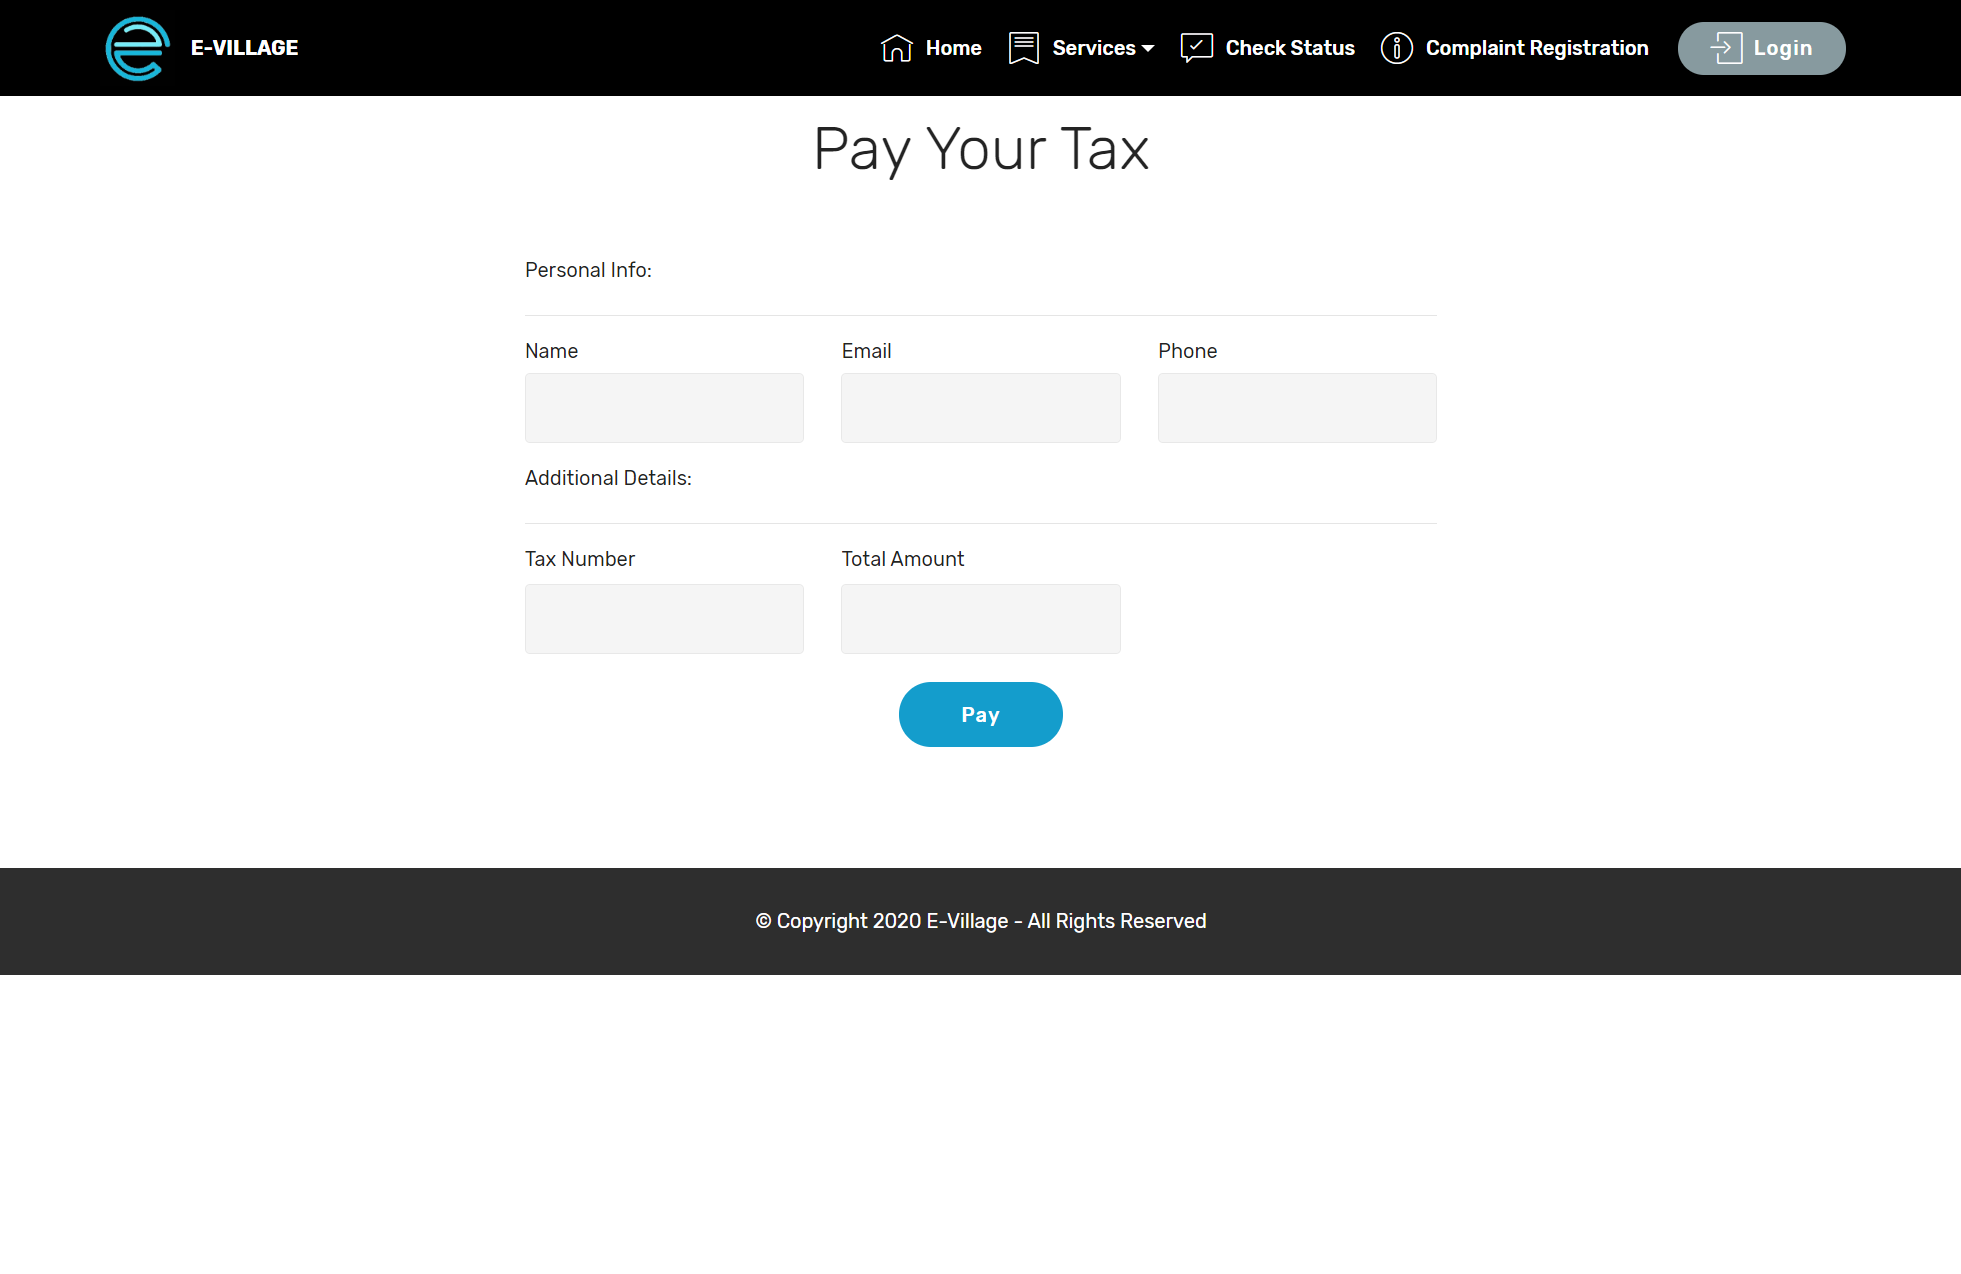 E-VILLAGE
Home Services Check Status Complaint Registration Login
Pay Your Tax
Personal Info:
Name Email Phone
Additional Details:
Tax Number Total Amount
Pay
© Copyright 2020 E-Village - All Rights Reserved